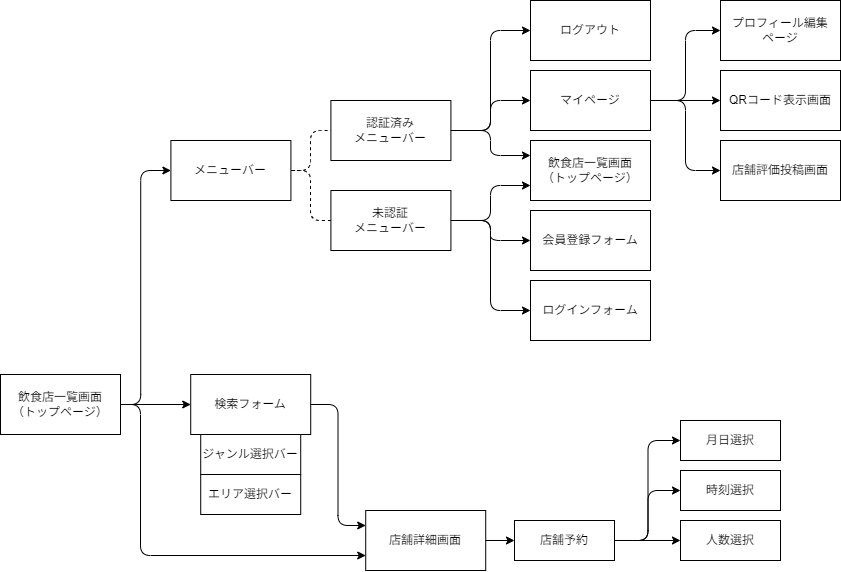 ログアウト
プロフィール編集
ページ
マイページ
QRコード表示画面
認証済み
メニューバー
メニューバー
飲食店一覧画面
（トップページ）
店舗評価投稿画面
未認証
メニューバー
会員登録フォーム
ログインフォーム
飲食店一覧画面
（トップページ）
検索フォーム
ジャンル選択バー
エリア選択バー
月日選択
時刻選択
店舗詳細画面
店舗予約
人数選択